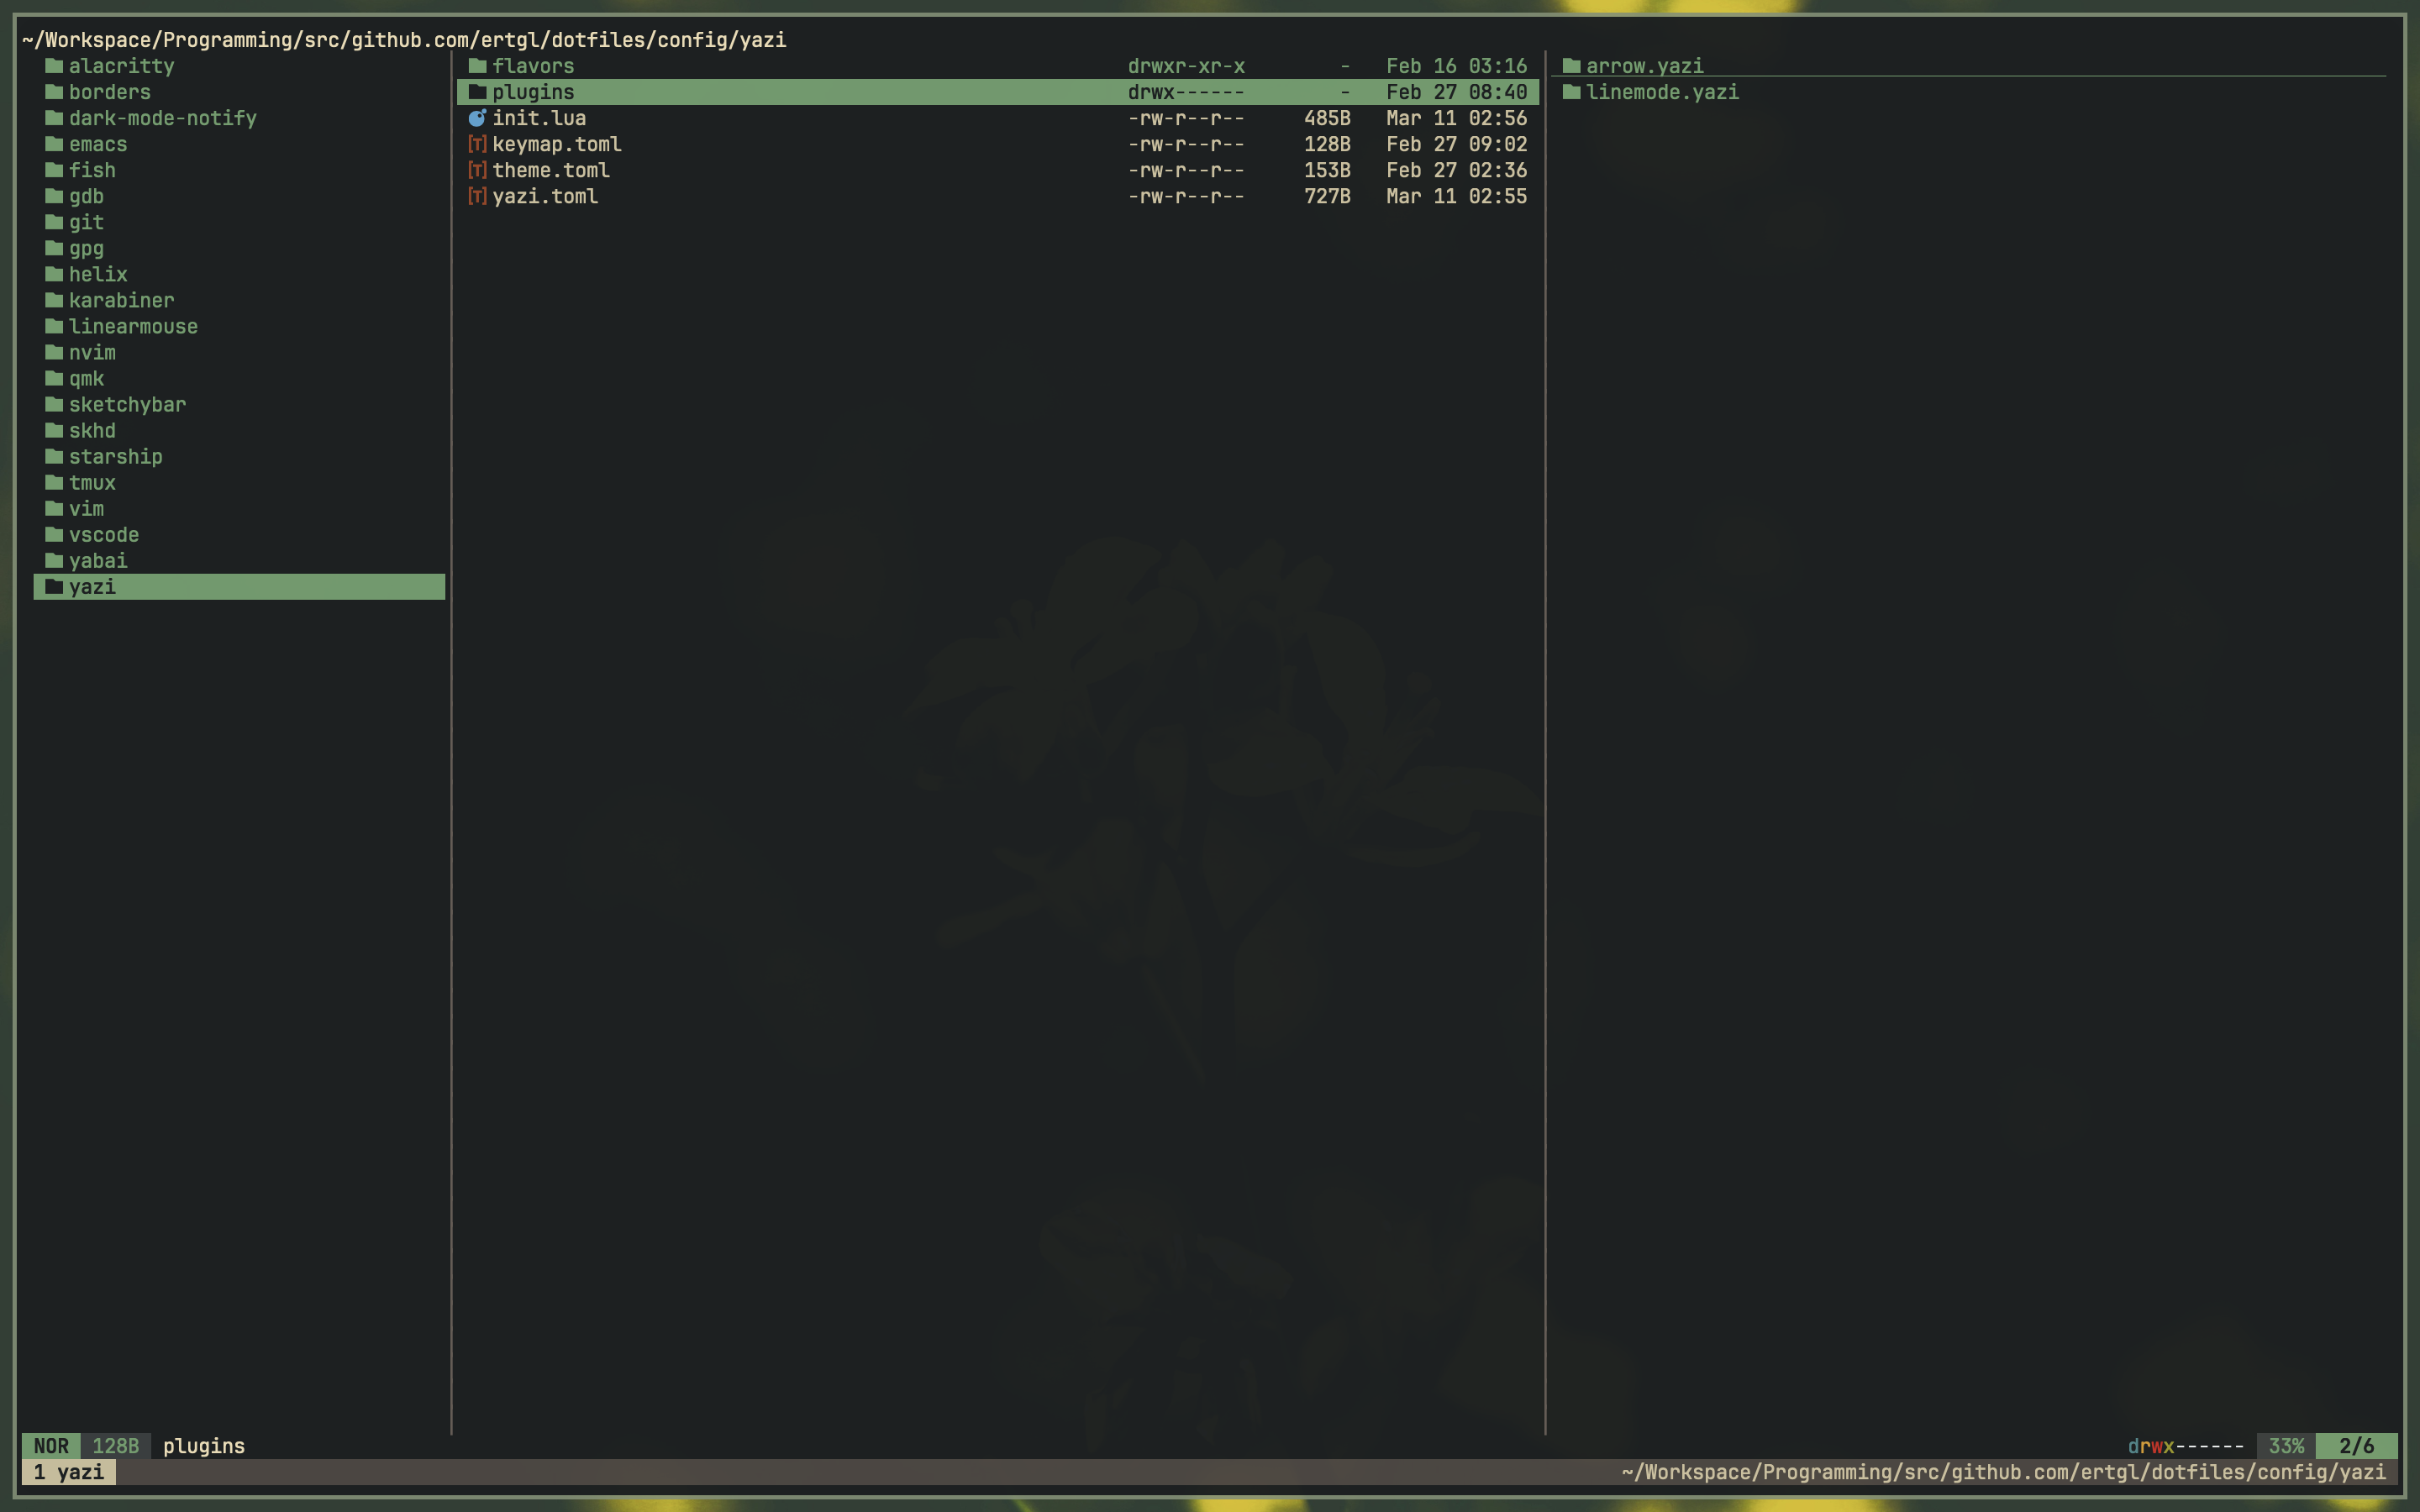 ~/Workspace/Programming/src/github.com/ertgl/dotfiles/config/yazi
alacritty
borders
dark-mode-notify
emacs
fish
gdb
git
gpg
helix
karabiner
linearmouse
nvim
qmk
sketchybar
skhd
starship
tmux
vim
vscode
yabai
yazi
flavors drwxr-xr-x - Feb 16 03:16
plugins drwx------ - Feb 27 08:40
init.lua -rw-r--r-- 485B Mar 11 02:56
keymap.toml -rw-r--r-- 128B Feb 27 09:02
theme.toml -rw-r--r-- 153B Feb 27 02:36
yazi.toml -rw-r--r-- 727B Mar 11 02:55
arrow.yazi
linemode.yazi
NOR 128B plugins drwx------ 33% 2/6
1 yazi ~/Workspace/Programming/src/github.com/ertgl/dotfiles/config/yazi